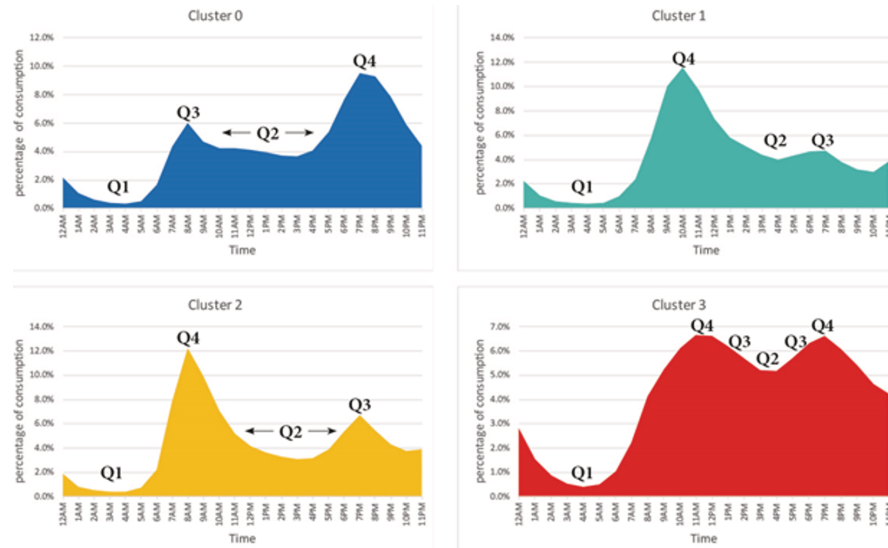 Cluster 0
percentage of consumption
12.0%
10.0%
8.0%
6.0%
4.0%
2.0%
0.0%
Q1
Q3
Q2
Q4
12AM 1AM 2AM 3AM 4AM 5AM 6AM 7AM 8AM 9AM 10AM 11AM 12PM 1PM 2PM 3PM 4PM 5PM 6PM 7PM 8PM 9PM 10PM 11PM
Time
Cluster 1
percentage of consumption
14.0%
12.0%
10.0%
8.0%
6.0%
4.0%
2.0%
0.0%
Q1
Q4
Q2
Q3
12AM 1AM 2AM 3AM 4AM 5AM 6AM 7AM 8AM 9AM 10AM 11AM 12PM 1PM 2PM 3PM 4PM 5PM 6PM 7PM 8PM 9PM 10PM
Time
Cluster 2
percentage of consumption
14.0%
12.0%
10.0%
8.0%
6.0%
4.0%
2.0%
0.0%
Q1
Q4
Q2
Q3
12AM 1AM 2AM 3AM 4AM 5AM 6AM 7AM 8AM 9AM 10AM 11AM 12PM 1PM 2PM 3PM 4PM 5PM 6PM 7PM 8PM 9PM 10PM 11PM
Time
Cluster 3
percentage of consumption
7.0%
6.0%
5.0%
4.0%
3.0%
2.0%
1.0%
0.0%
Q1
Q4
Q3
Q2
Q3
Q4
12AM 1AM 2AM 3AM 4AM 5AM 6AM 7AM 8AM 9AM 10AM 11AM 12PM 1PM 2PM 3PM 4PM 5PM 6PM 7PM 8PM 9PM 10PM
Time